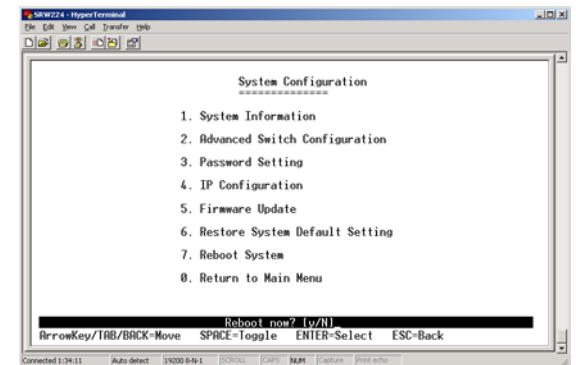 SRW224 - HyperTerminal
File Edit View Call Transfer Help
System Configuration
==============
1. System Information
2. Advanced Switch Configuration
3. Password Setting
4. IP Configuration
5. Firmware Update
6. Restore System Default Setting
7. Reboot System
0. Return to Main Menu
Reboot now? [y/N]_
ArrowKey/TAB/BACK=Move SPACE=Toggle ENTER=Select ESC=Back
Connected 1:34:11 Auto detect 19200 8-N-1 SCROLL CAPS NUM Capture Print echo